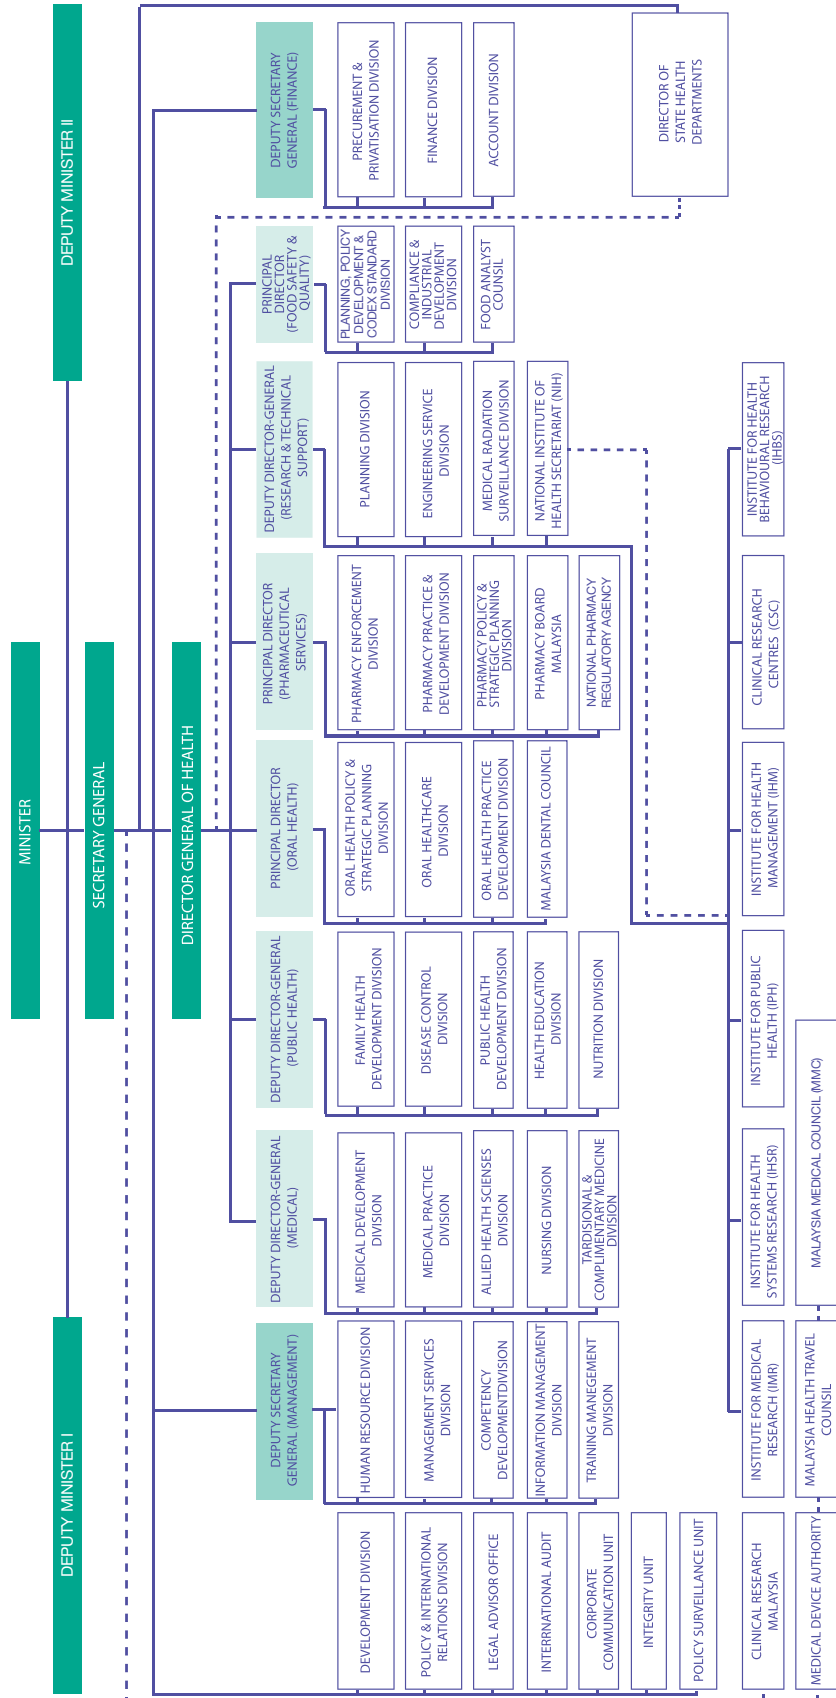 MINISTER
DEPUTY MINISTER I
DEPUTY MINISTER II
SECRETARY GENERAL
DIRECTOR GENERAL OF HEALTH
DEPUTY SECRETARY
GENERAL (MANAGEMENT)
DEPUTY DIRECTOR-GENERAL
(MEDICAL)
DEPUTY DIRECTOR-GENERAL
(PUBLIC HEALTH)
PRINCIPAL DIRECTOR
(ORAL HEALTH)
PRINCIPAL DIRECTOR
(PHARMACEUTICAL
SERVICES)
DEPUTY DIRECTOR-GENERAL
(RESEARCH & TECHNICAL
SUPPORT)
PRINCIPAL
DIRECTOR
(FOOD SAFETY &
QUALITY)
DEPUTY SECRETARY
GENERAL (FINANCE)
DEVELOPMENT DIVISION
POLICY & INTERNATIONAL
RELATIONS DIVISION
LEGAL ADVISOR OFFICE
INTERRNATIONAL AUDIT
CORPORATE
COMMUNICATION UNIT
INTEGRITY UNIT
POLICY SURVEILLANCE UNIT
HUMAN RESOURCE DIVISION
MANAGEMENT SERVICES
DIVISION
COMPETENCY
DEVELOPMENTDIVISION
INFORMATION MANAGEMENT
DIVISION
TRAINING MANEGEMENT
DIVISION
MEDICAL DEVELOPMENT
DIVISION
MEDICAL PRACTICE
DIVISION
ALLIED HEALTH SCIENSES
DIVISION
NURSING DIVISION
TARDISIONAL &
COMPLIMENTARY MEDICINE
DIVISION
FAMILY HEALTH
DEVELOPMENT DIVISION
DISEASE CONTROL
DIVISION
PUBLIC HEALTH
DEVELOPMENT DIVISION
HEALTH EDUCATION
DIVISION
NUTRITION DIVISION
ORAL HEALTH POLICY &
STRATEGIC PLANNING
DIVISION
ORAL HEALTHCARE
DIVISION
ORAL HEALTH PRACTICE
DEVELOPMENT DIVISION
MALAYSIA DENTAL COUNCIL
PHARMACY ENFORCEMENT
DIVISION
PHARMACY PRACTICE &
DEVELOPMENT DIVISION
PHARMACY POLICY &
STRATEGIC PLANNING
DIVISION
PHARMACY BOARD
MALAYSIA
NATIONAL PHARMACY
REGULATORY AGENCY
PLANNING DIVISION
ENGINEERING SERVICE
DIVISION
MEDICAL RADIATION
SURVEILLANCE DIVISION
NATIONAL INSTITUTE OF
HEALTH SECRETARIAT (NIH)
PLANNING, POLICY
DEVELOPMENT &
CODEX STANDARD
DIVISION
COMPLIANCE &
INDUSTRIAL
DEVELOPMENT
DIVISION
FOOD ANALYST
COUNSIL
PRECUREMENT &
PRIVATISATION DIVISION
FINANCE DIVISION
ACCOUNT DIVISION
DIRECTOR OF
STATE HEALTH
DEPARTMENTS
CLINICAL RESEARCH
MALAYSIA
INSTITUTE FOR MEDICAL
RESEARCH (IMR)
INSTITUTE FOR HEALTH
SYSTEMS RESEARCH (IHSR)
INSTITUTE FOR PUBLIC
HEALTH (IPH)
INSTITUTE FOR HEALTH
MANAGEMENT (IHM)
CLINICAL RESEARCH
CENTRES (CSC)
INSTITUTE FOR HEALTH
BEHAVIOURAL RESEARCH
(IHBS)
MEDICAL DEVICE AUTHORITY
MALAYSIA HEALTH TRAVEL
COUNSIL
MALAYSIA MEDICAL COUNCIL (MMC)